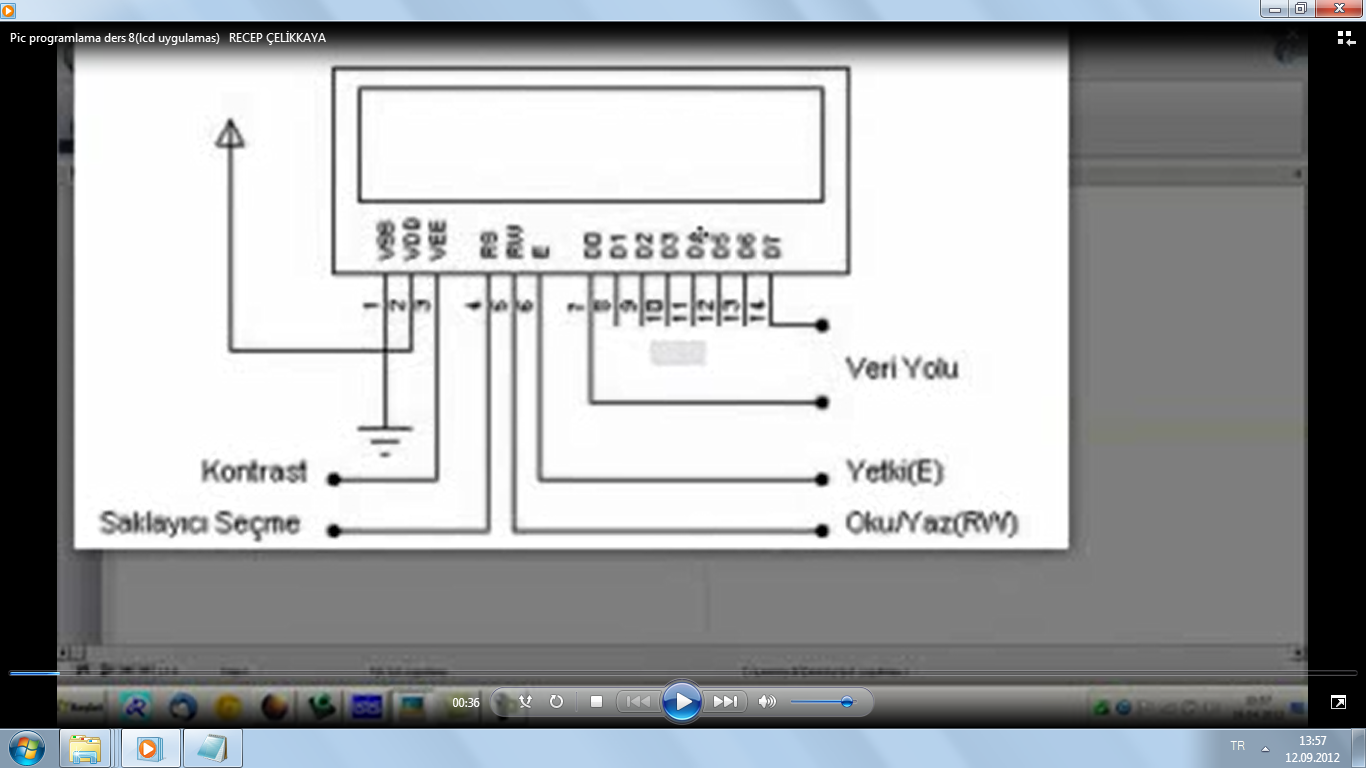 Pic programlama ders 8(lcd uygulamas) RECEP ÇELİKKAYA
VSS VDD VEE RS RW E D0 D1 D2 D3 D4 D5 D6 D7
1 2 3 4 5 6 7 8 9 10 11 12 13 14
Veri Yolu
Kontrast Yetki(E)
Saklayıcı Seçme Oku/Yaz(RW)
00:36
TR 13:57
12.09.2012